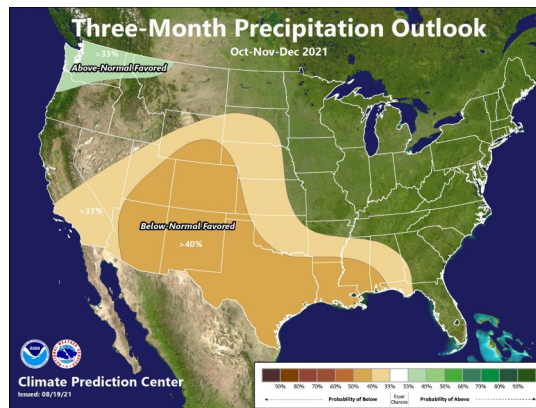 Three-Month Precipitation Outlook
Oct-Nov-Dec 2021
>33%
Above-Normal Favored
>33%
Below-Normal Favored
>40%
NOAA
Climate Prediction Center
Issued: 08/19/21
90% 80% 70% 60% 50% 40% 33% 33% 40% 50% 60% 70% 80% 90%
Probability of Below Equal Chances Probability of Above